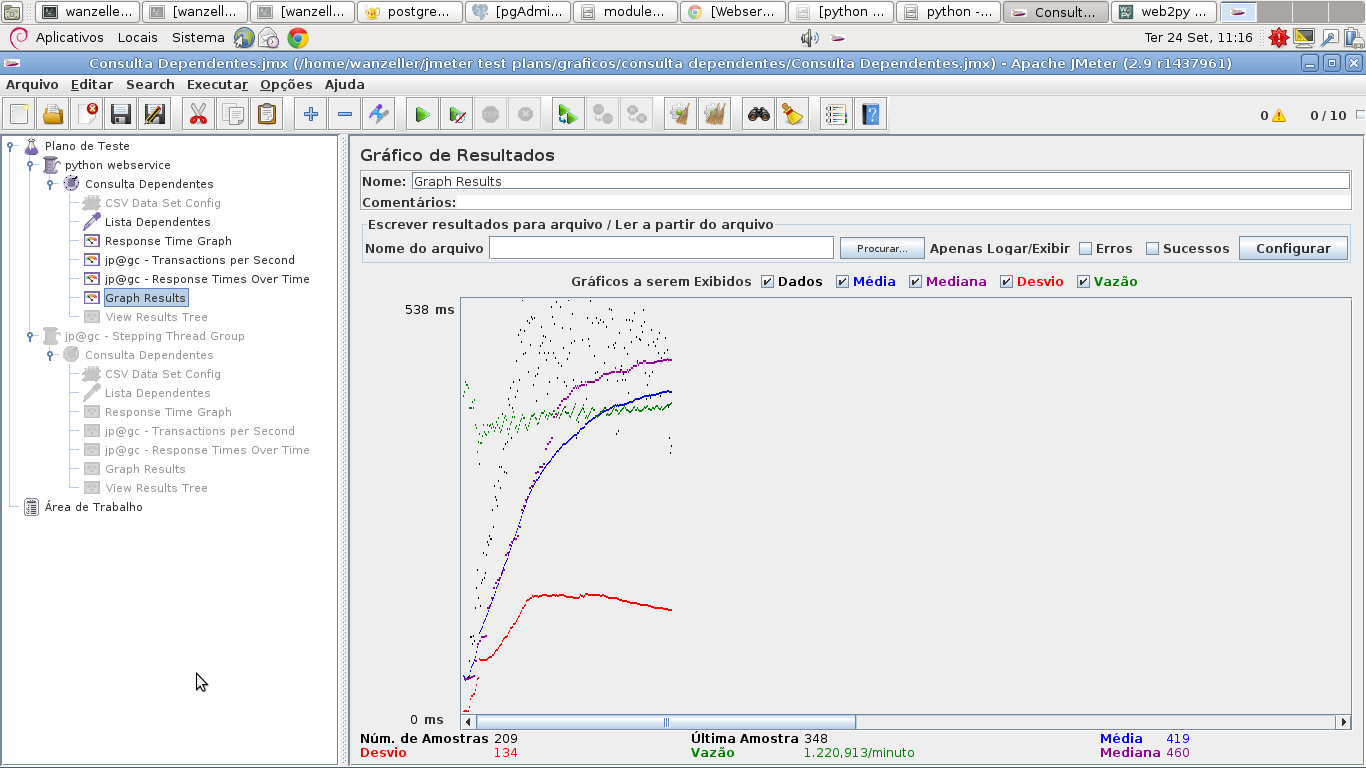 wanzelle...
[wanzell...
[wanzell...
postgre...
[pgAdmi...
module...
[Webser...
[python ...
python -...
Consult...
web2py ...
Aplicativos Locais Sistema
Ter 24 Set, 11:16
Consulta Dependentes.jmx (/home/wanzeller/jmeter test plans/graficos/consulta dependentes/Consulta Dependentes.jmx) - Apache JMeter (2.9 r1437961)
Arquivo Editar Search Executar Opções Ajuda
0 0 / 10
Plano de Teste
python webservice
Consulta Dependentes
CSV Data Set Config
Lista Dependentes
Response Time Graph
jp@gc - Transactions per Second
jp@gc - Response Times Over Time
Graph Results
View Results Tree
jp@gc - Stepping Thread Group
Consulta Dependentes
CSV Data Set Config
Lista Dependentes
Response Time Graph
jp@gc - Transactions per Second
jp@gc - Response Times Over Time
Graph Results
View Results Tree
Área de Trabalho
Gráfico de Resultados
Nome: Graph Results
Comentários:
Escrever resultados para arquivo / Ler a partir do arquivo
Nome do arquivo Procurar... Apenas Logar/Exibir Erros Sucessos Configurar
Gráficos a serem Exibidos Dados Média Mediana Desvio Vazão
538 ms
0 ms
Núm. de Amostras 209 Última Amostra 348 Média 419
Desvio 134 Vazão 1.220,913/minuto Mediana 460